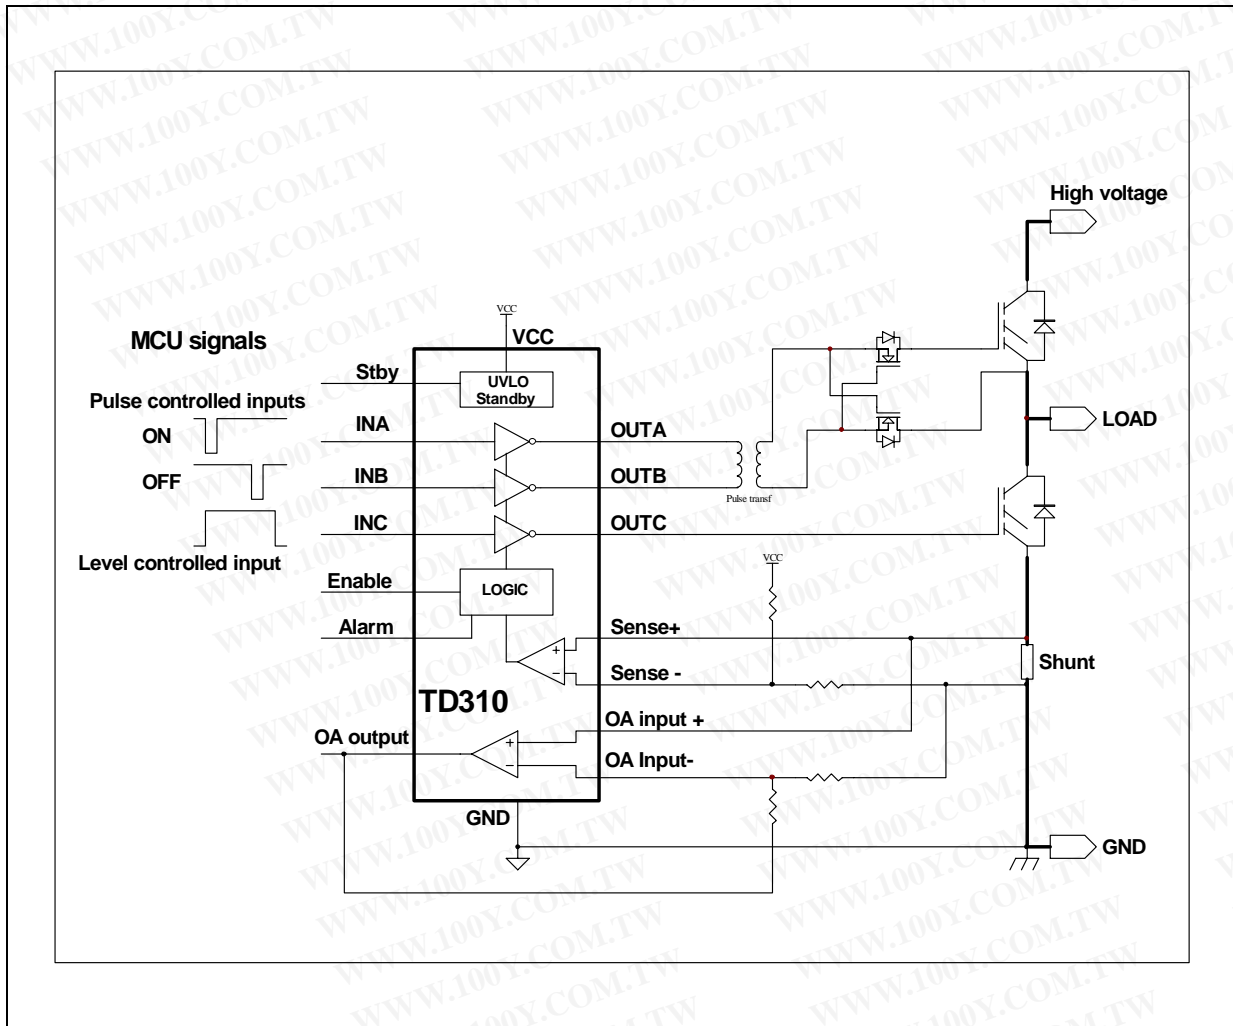 High voltage
VCC
MCU signals
VCC
Stby
UVLO
Standby
Pulse controlled inputs
ON
INA
OUTA
LOAD
OFF
INB
OUTB
Pulse transf
INC
OUTC
Level controlled input
VCC
Enable
LOGIC
Alarm
Sense+
+
Shunt
Sense -
−
TD310
OA input +
OA output
+
OA Input-
−
GND
GND
WWW.100Y.COM.TW